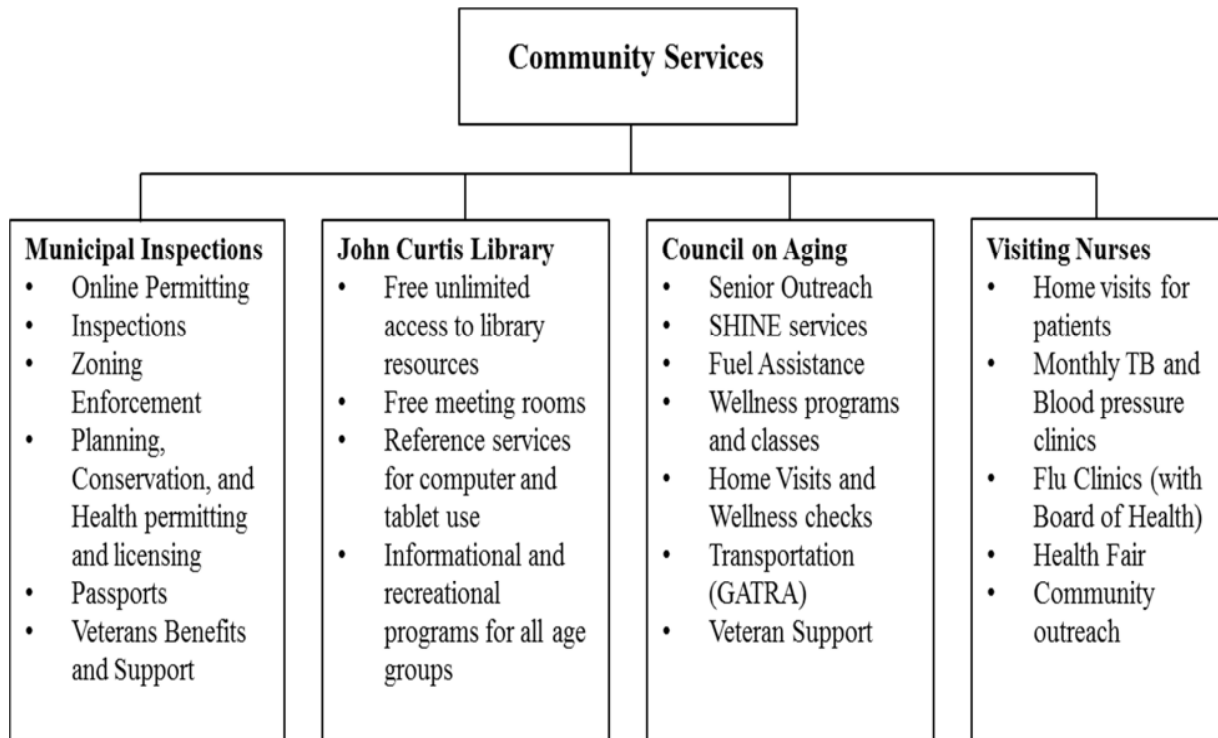 Community Services
Municipal Inspections
• Online Permitting
• Inspections
• Zoning
Enforcement
• Planning,
Conservation, and
Health permitting
and licensing
• Passports
• Veterans Benefits
and Support
John Curtis Library
• Free unlimited
access to library
resources
• Free meeting rooms
• Reference services
for computer and
tablet use
• Informational and
recreational
programs for all age
groups
Council on Aging
• Senior Outreach
• SHINE services
• Fuel Assistance
• Wellness programs
and classes
• Home Visits and
Wellness checks
• Transportation
(GATRA)
• Veteran Support
Visiting Nurses
• Home visits for
patients
• Monthly TB and
Blood pressure
clinics
• Flu Clinics (with
Board of Health)
• Health Fair
• Community
outreach